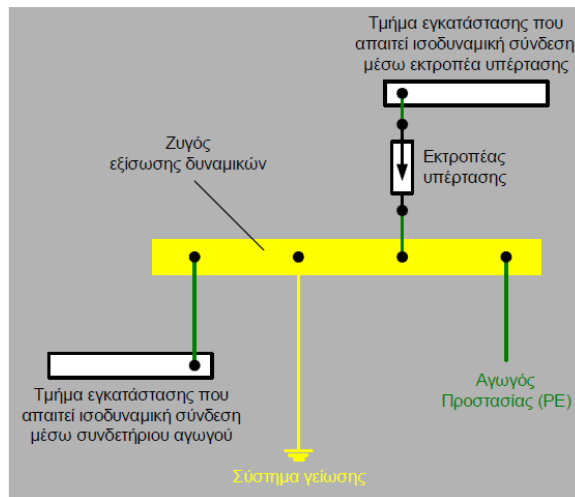 Τμήμα εγκατάστασης που
απαιτεί ισοδυναμική σύνδεση
μέσω εκτροπέα υπέρτασης
Ζυγός
εξίσωσης δυναμικών
Εκτροπέας
υπέρτασης
Τμήμα εγκατάστασης που
απαιτεί ισοδυναμική σύνδεση
μέσω συνδετήριου αγωγού
Αγωγός
Προστασίας (PE)
Σύστημα γείωσης